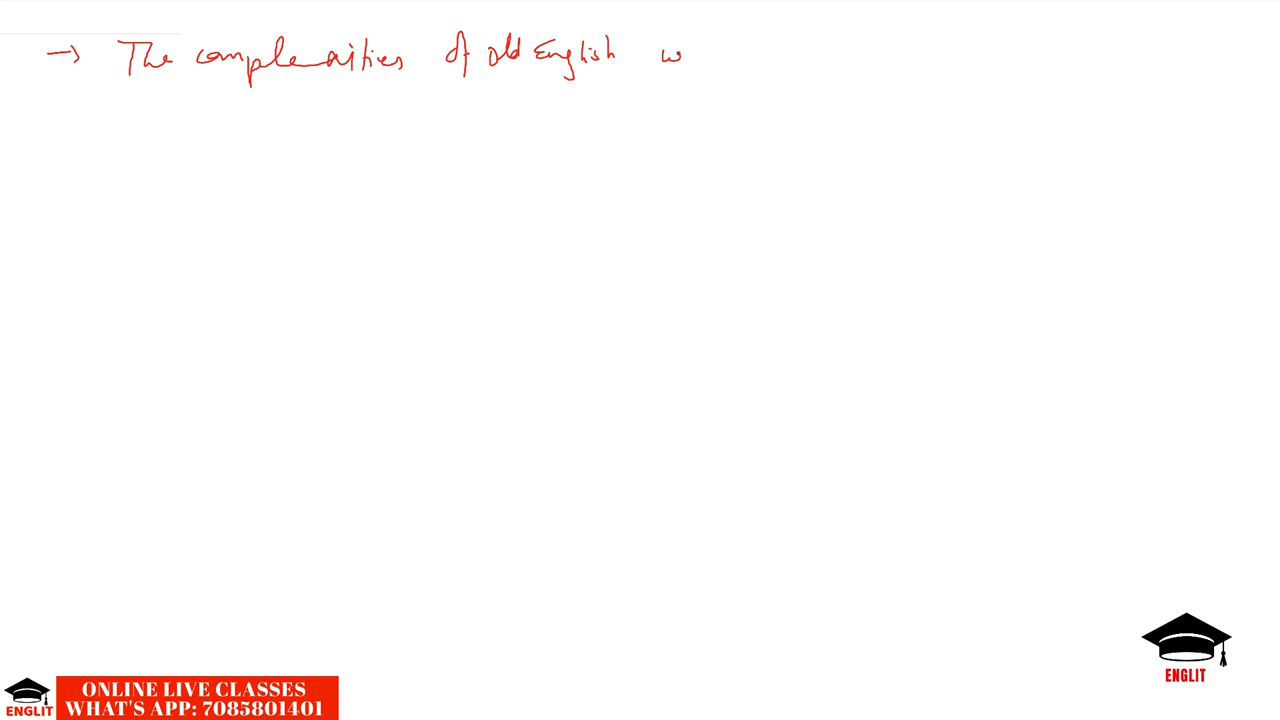 → The complexities of old English w
ENGLIT
ENGLIT
ONLINE LIVE CLASSES
WHAT'S APP: 7085801401